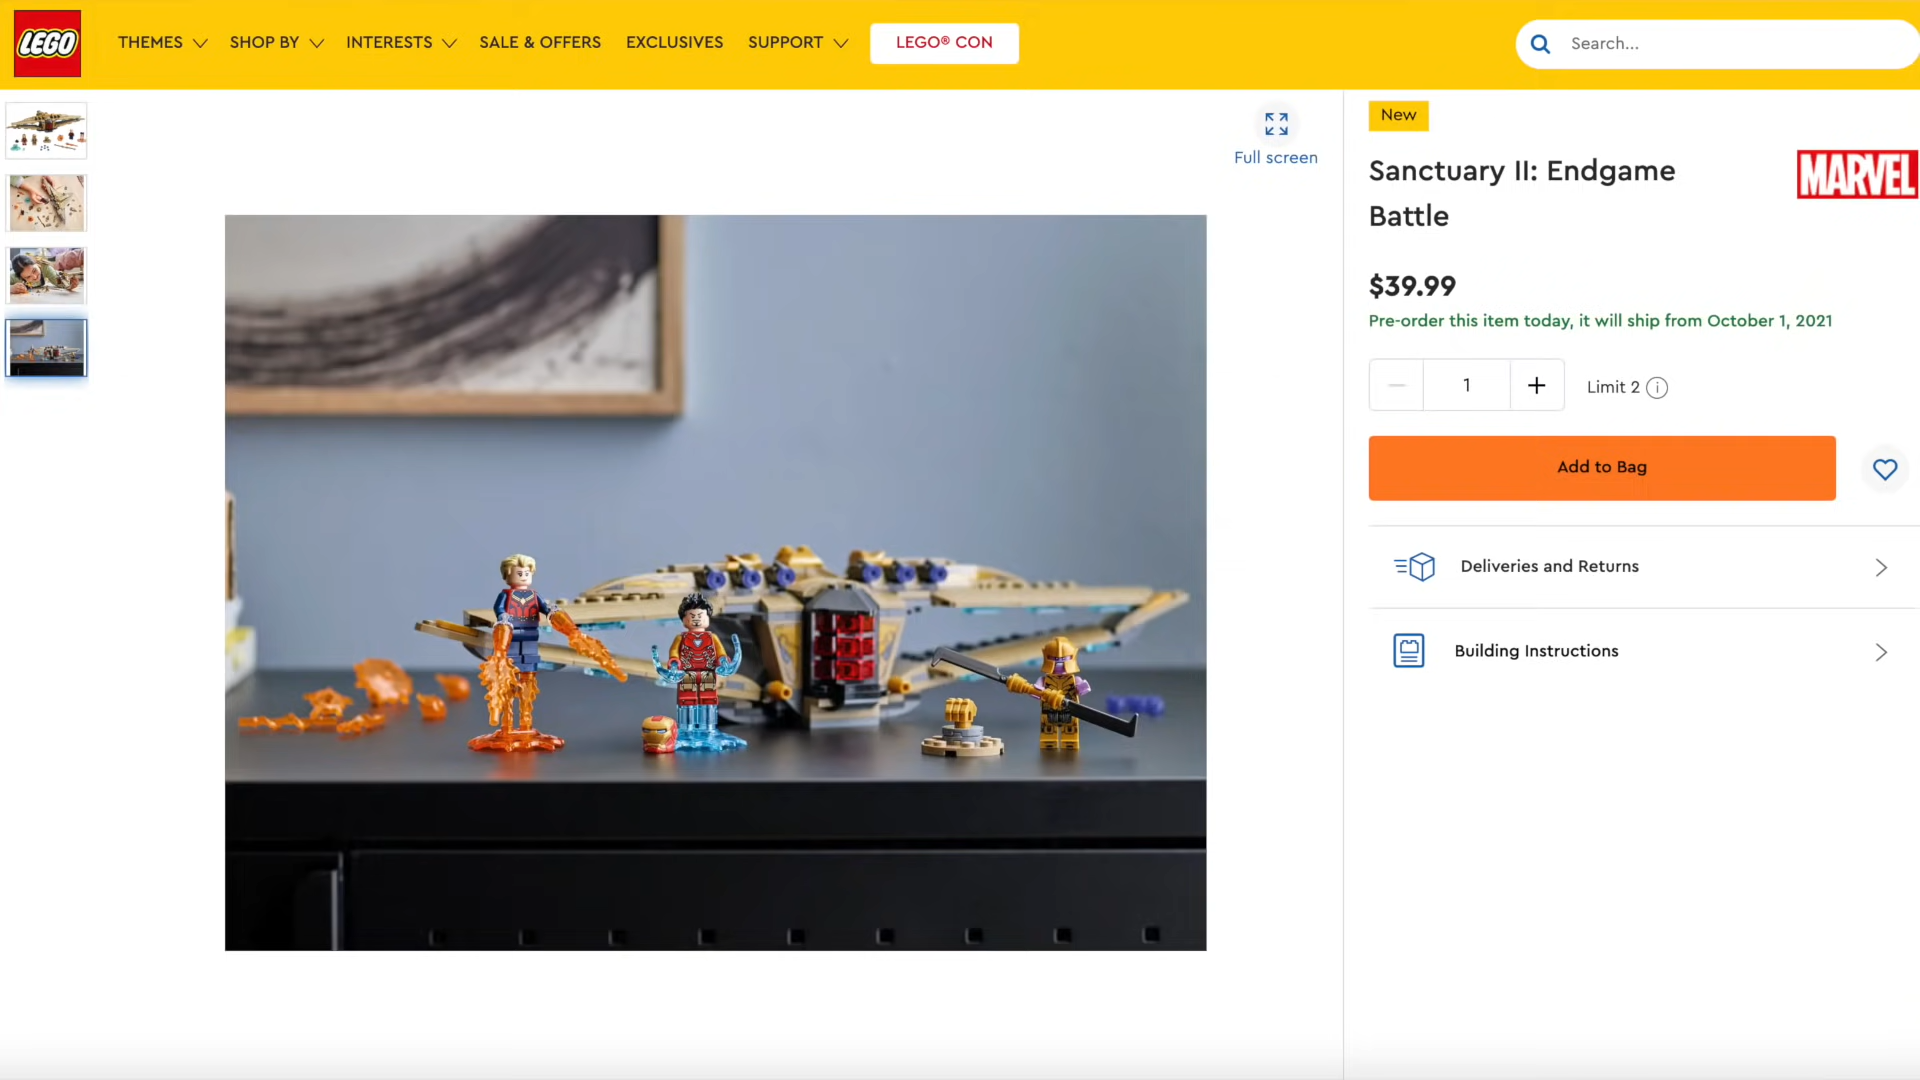 LEGO
THEMES
SHOP BY
INTERESTS
SALE & OFFERS
EXCLUSIVES
SUPPORT
LEGO® CON
Search...
Full screen
New
Sanctuary II: Endgame
Battle
MARVEL
$39.99
Pre-order this item today, it will ship from October 1, 2021
1
Limit 2
Add to Bag
Deliveries and Returns
Building Instructions